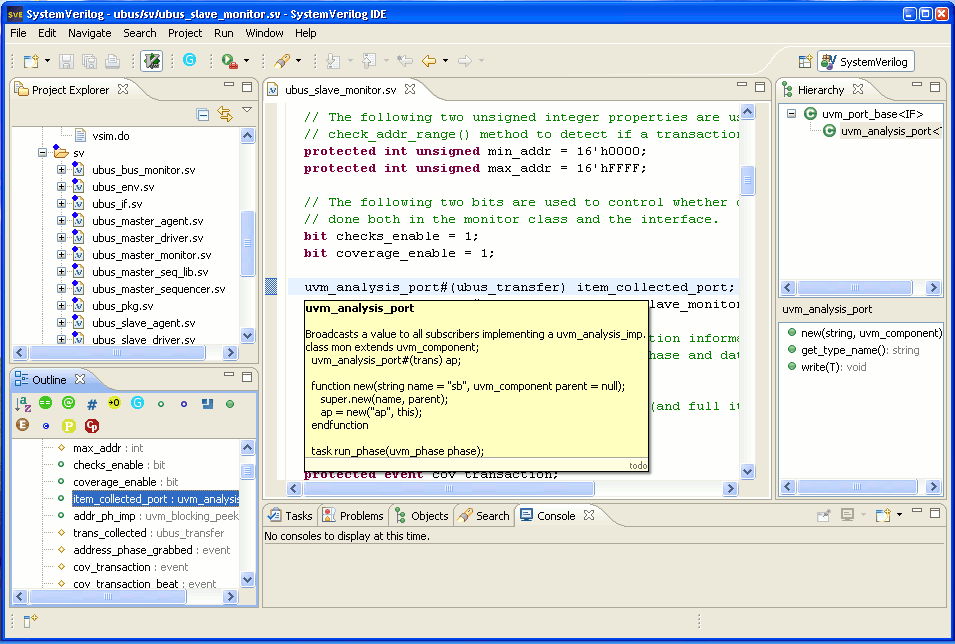 SystemVerilog - ubus/sv/ubus_slave_monitor.sv - SystemVerilog IDE
File Edit Navigate Search Project Run Window Help
SystemVerilog
Project Explorer
vsim.do
sv
ubus_bus_monitor.sv
ubus_env.sv
ubus_if.sv
ubus_master_agent.sv
ubus_master_driver.sv
ubus_master_monitor.sv
ubus_master_seq_lib.sv
ubus_master_sequencer.sv
ubus_pkg.sv
ubus_slave_agent.sv
ubus_slave_driver.sv
Outline
max_addr : int
checks_enable : bit
coverage_enable : bit
item_collected_port : uvm_analysis
addr_ph_imp : uvm_blocking_peek
trans_collected : ubus_transfer
address_phase_grabbed : event
cov_transaction : event
cov_transaction_beat : event
ubus_slave_monitor.sv
// The following two unsigned integer properties are us
// check_addr_range() method to detect if a transaction
protected int unsigned min_addr = 16'h0000;
protected int unsigned max_addr = 16'hFFFF;
// The following two bits are used to control whether
// done both in the monitor class and the interface.
bit checks_enable = 1;
bit coverage_enable = 1;
uvm_analysis_port#(ubus_transfer) item_collected_port;
slave_monitor
tion informa
hase and dat
(and full it
protected event cov_transaction;
uvm_analysis_port
Broadcasts a value to all subscribers implementing a uvm_analysis_imp.
class mon extends uvm_component;
uvm_analysis_port#(trans) ap;
function new(string name = "sb", uvm_component parent = null);
super.new(name, parent);
ap = new("ap", this);
endfunction
task run_phase(uvm_phase phase);
todo
Hierarchy
uvm_port_base<IF>
uvm_analysis_port<T
uvm_analysis_port
new(string, uvm_component)
get_type_name(): string
write(T): void
Tasks Problems Objects Search Console
No consoles to display at this time.